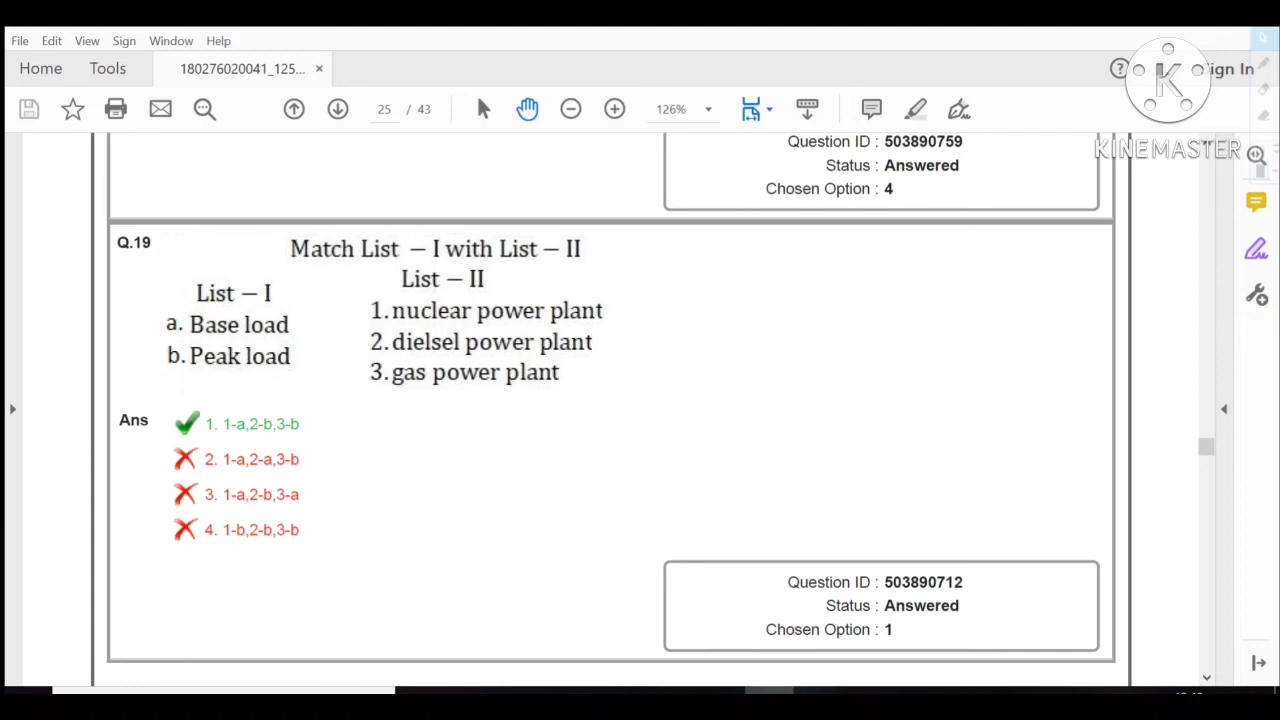 File Edit View Sign Window Help
Home Tools 180276020041_125... × ? Sign In
K
KINEMASTER
25 / 43 126%
Question ID : 503890759
Status : Answered
Chosen Option : 4
Q.19
Match List – I with List – II
List – II
List – I
1. nuclear power plant
a. Base load
2. dielsel power plant
b. Peak load
3. gas power plant
Ans
1. 1-a,2-b,3-b
2. 1-a,2-a,3-b
3. 1-a,2-b,3-a
4. 1-b,2-b,3-b
Question ID : 503890712
Status : Answered
Chosen Option : 1